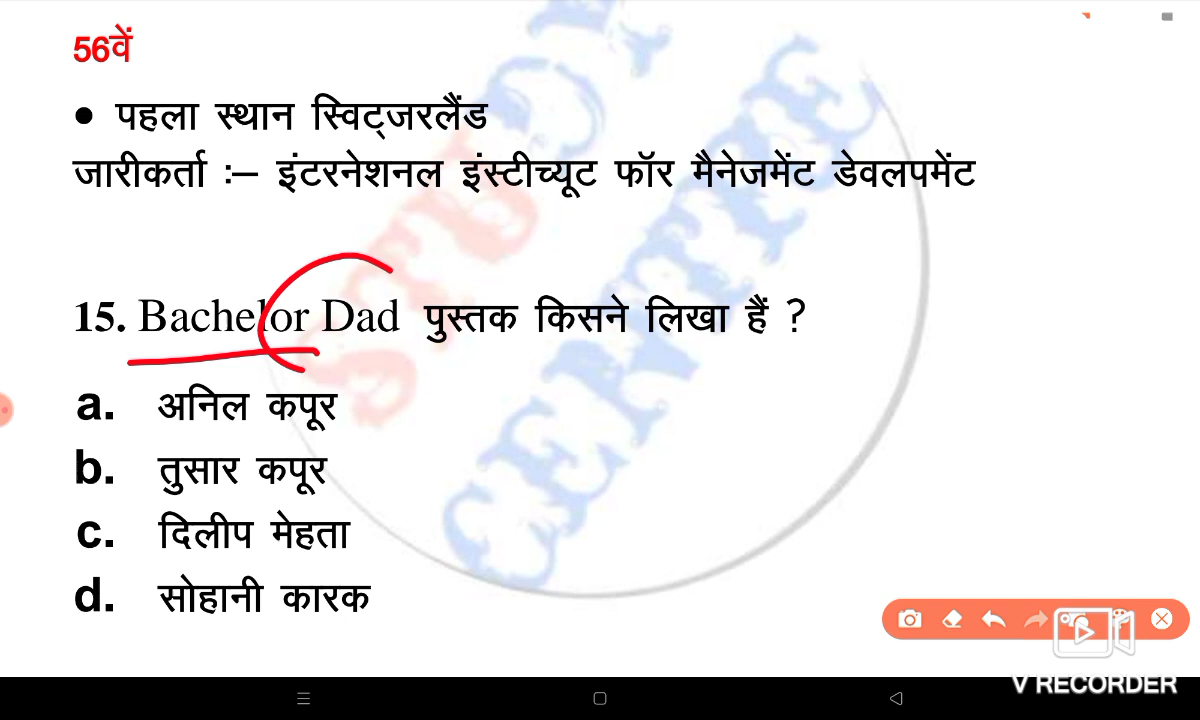 56वें
• पहला स्थान स्विट्जरलैंड
जारीकर्ता :– इंटरनेशनल इंस्टीच्यूट फॉर मैनेजमेंट डेवलपमेंट
15. Bachelor Dad पुस्तक किसने लिखा हैं ?
a. अनिल कपूर
b. तुसार कपूर
c. दिलीप मेहता
d. सोहानी कारक
V RECORDER